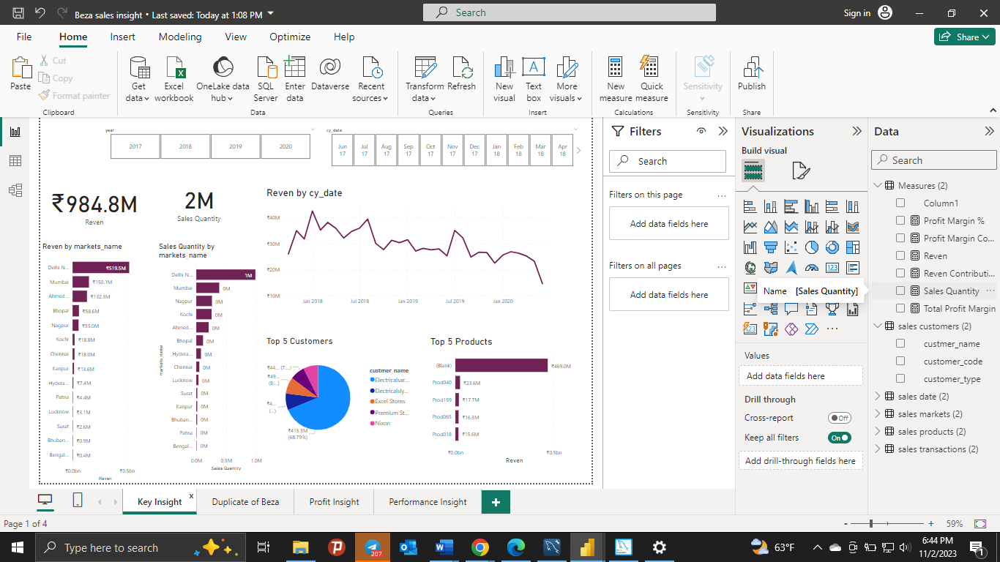 Beza sales insight • Last saved: Today at 1:08 PM
Search
Sign in
File
Home
Insert
Modeling
View
Optimize
Help
Share
Paste
Cut
Copy
Format painter
Clipboard
Get data
Excel workbook
OneLake data hub
SQL Server
Enter data
Dataverse
Recent sources
Data
Transform data
Refresh
Queries
New visual
Text box
More visuals
Insert
New measure
Quick measure
Calculations
Sensitivity
Sensitivity
Publish
Share
year
2017
2018
2019
2020
cy_date
Jun 17
Jul 17
Aug 17
Sep 17
Oct 17
Nov 17
Dec 17
Jan 18
Feb 18
Mar 18
Apr 18
₹984.8M
Reven
2M
Sales Quantity
Reven by cy_date
₹40M
₹30M
₹20M
₹10M
Jan 2018
Jul 2018
Jan 2019
Jul 2019
Jan 2020
Reven by markets_name
Delhi N... ₹519.5M
Mumbai ₹150.1M
Ahmed... ₹132.3M
Bhopal ₹58.6M
Nagpur ₹55.0M
Kochi ₹18.8M
Chennai ₹18.0M
Kanpur ₹13.6M
Hydera... ₹7.4M
Patna ₹4.4M
Lucknow ₹3.1M
Surat ₹2.6M
Bhuban... ₹0.9M
Bengal... ₹0.4M
₹0.0bn
₹0.5bn
Reven
Sales Quantity by
markets_name
markets_name
Delhi N... 1M
Mumbai 0M
Nagpur 0M
Kochi 0M
Ahmed... 0M
Bhopal 0M
Hydera... 0M
Chennai 0M
Lucknow 0M
Surat 0M
Kanpur 0M
Bhuban... 0M
Patna 0M
Bengal... 0M
0.0M
0.5M
1.0M
Sales Quantity
Top 5 Customers
₹44... (7....)
₹49...
(8....)
₹4...
(...)
₹413.3M
(68.79%)
custmer_name
Electricalsar...
Electricalsly...
Excel Stores
Premium St...
Nixon
Top 5 Products
(Blank) ₹469.0M
Prod040 ₹23.6M
Prod159 ₹17.7M
Prod065 ₹16.3M
Prod018 ₹15.6M
₹0.0bn
₹0.5bn
Reven
Filters
Search
Filters on this page
...
Add data fields here
Filters on all pages
...
Add data fields here
Visualizations
Build visual
Name [Sales Quantity]
Values
Add data fields here
Drill through
Cross-report
Off
Keep all filters
On
Add drill-through fields here
Data
Search
Measures (2)
Column1
Profit Margin %
Profit Margin Co...
Reven
Reven Contributi...
Sales Quantity
Total Profit Margin
sales customers (2)
custmer_name
customer_code
customer_type
sales date (2)
sales markets (2)
sales products (2)
sales transactions (2)
Key Insight
x
Duplicate of Beza
Profit Insight
Performance Insight
+
Page 1 of 4
- + 59%
Type here to search
207
63°F
6:44 PM
11/2/2023
1